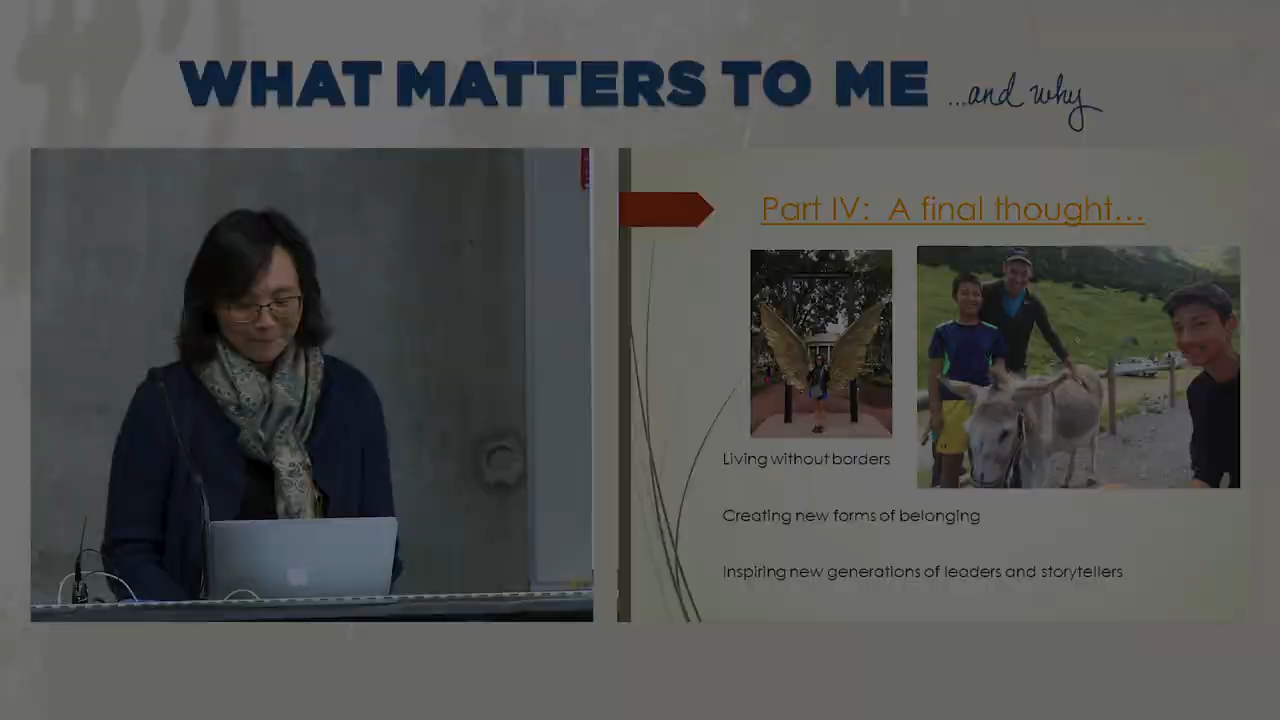 WHAT MATTERS TO ME ...and why
Part IV: A final thought...
Living without borders
Creating new forms of belonging
Inspiring new generations of leaders and storytellers